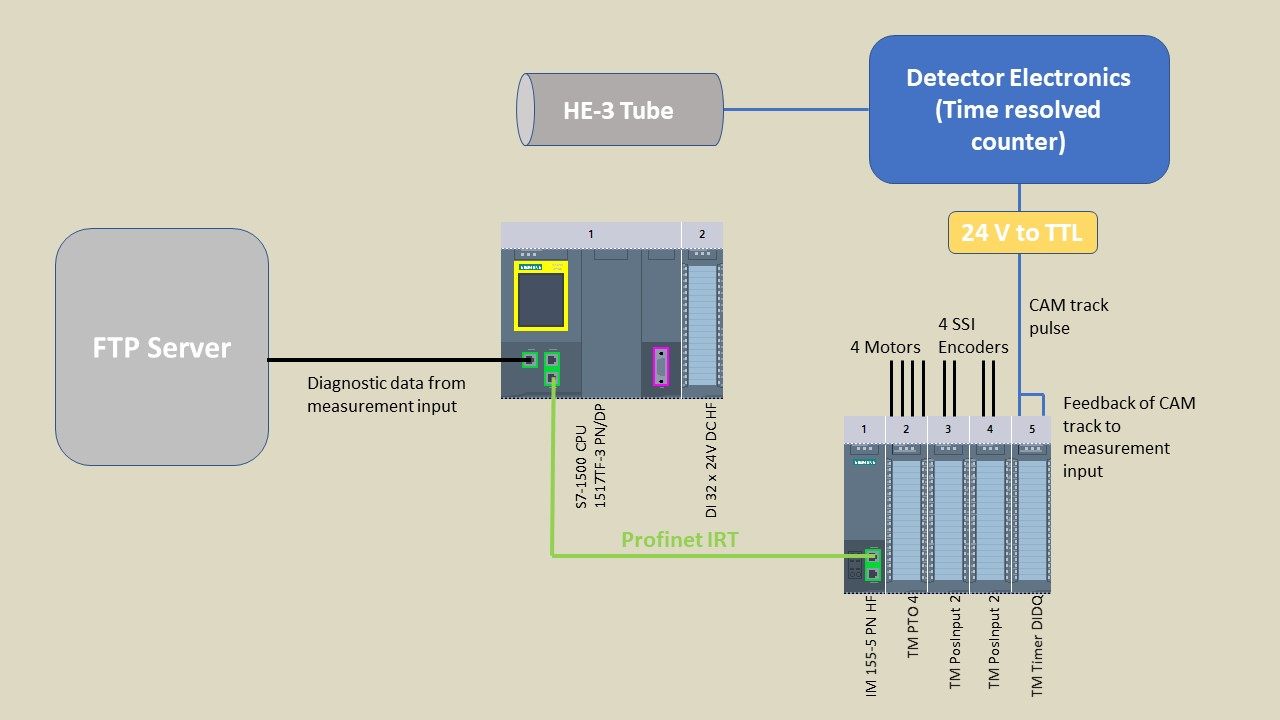 Detector Electronics
(Time resolved
counter)
HE-3 Tube
24 V to TTL
1
2
SIEMENS
FTP Server
CAM track
pulse
4 SSI
Encoders
4 Motors
Diagnostic data from
measurement input
Feedback of CAM
track to
measurement
input
S7-1500 CPU
1517TF-3 PN/DP
DI 32 x 24V DC HF
1
2
3
4
5
SIEMENS
Profinet IRT
IM 155-5 PN HF
TM PTO 4
TM PosInput 2
TM PosInput 2
TM Timer DIDQ